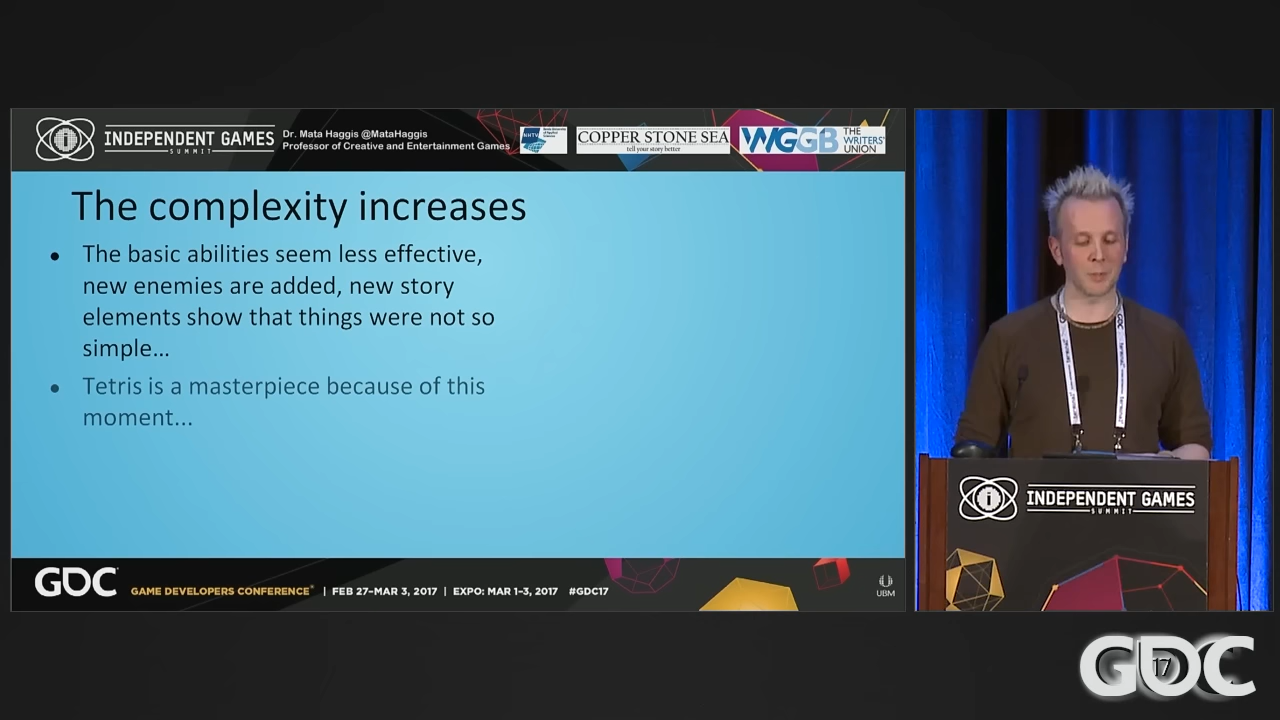 INDEPENDENT GAMES
SUMMIT
Dr. Mata Haggis @MataHaggis
Professor of Creative and Entertainment Games
NHTV
COPPER STONE SEA
tell your story better
WGGB THE WRITERS' UNION
The complexity increases
• The basic abilities seem less effective,
new enemies are added, new story
elements show that things were not so
simple...
• Tetris is a masterpiece because of this
moment...
GDC
GAME DEVELOPERS CONFERENCE® | FEB 27–MAR 3, 2017 | EXPO: MAR 1–3, 2017 #GDC17
UBM
GDC
INDEPENDENT GAMES
SUMMIT
GDC
17